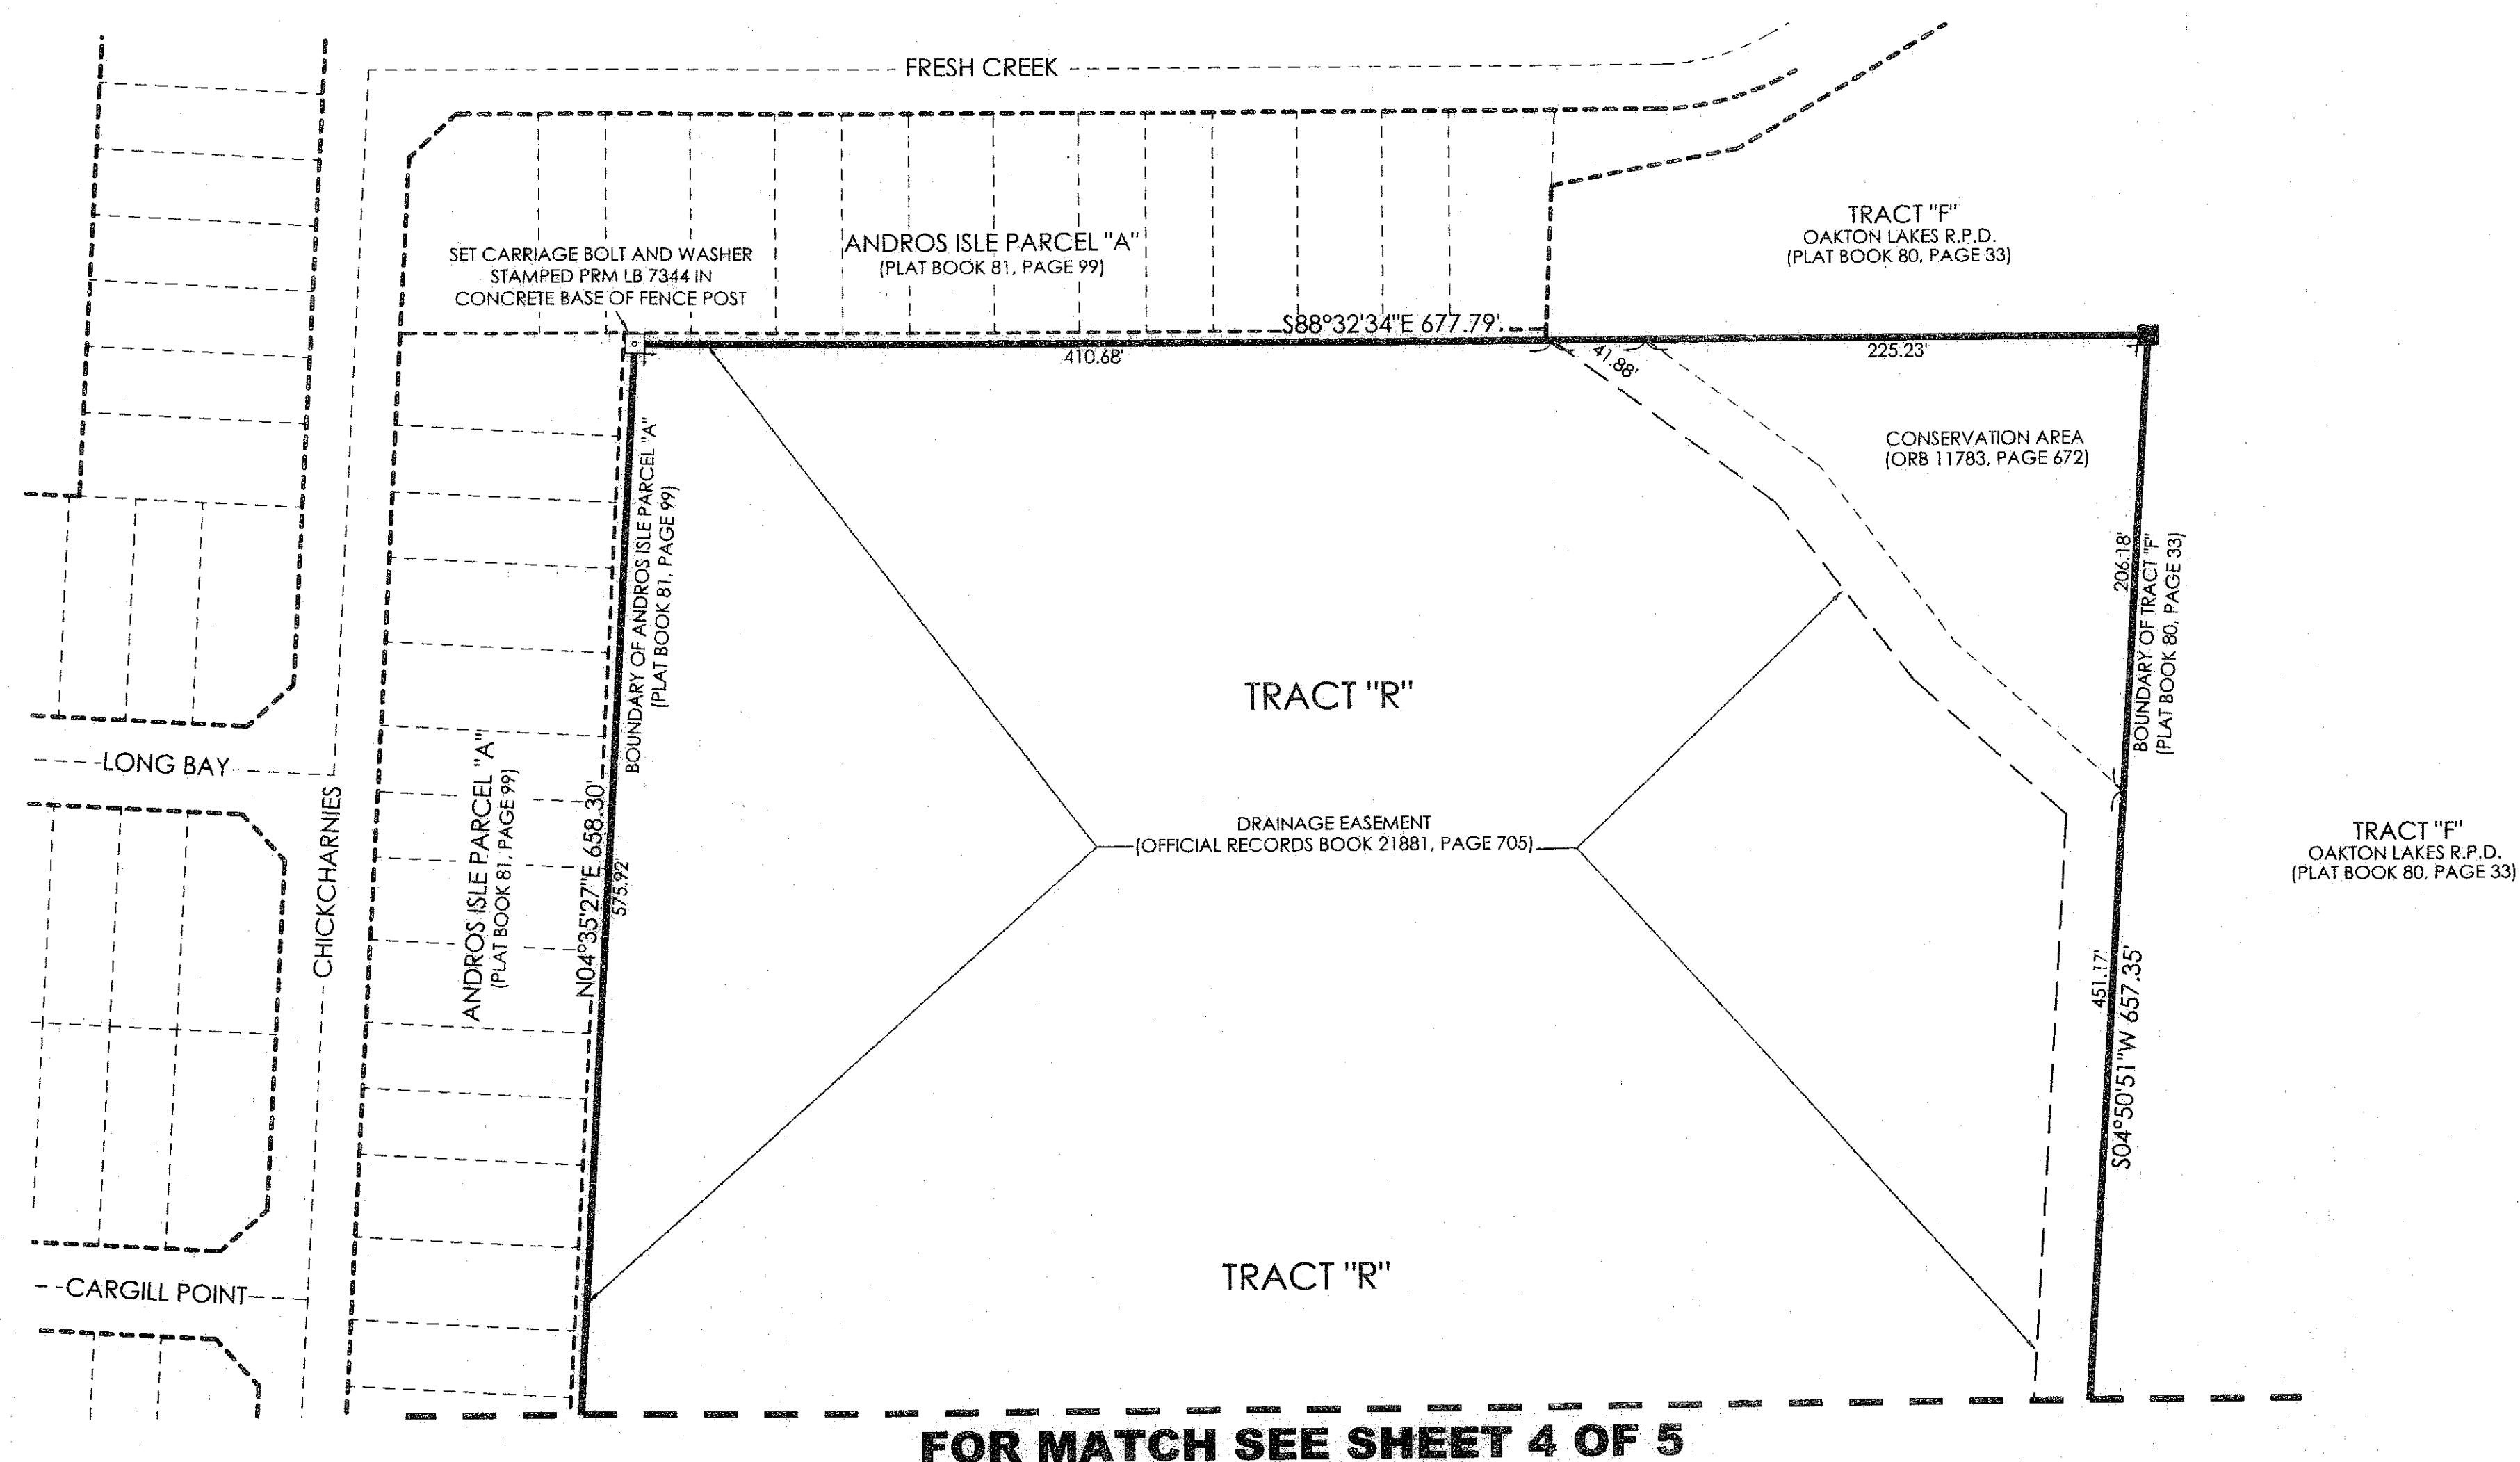 FRESH CREEK
TRACT "F"
OAKTON LAKES R.P.D.
(PLAT BOOK 80, PAGE 33)
SET CARRIAGE BOLT AND WASHER
STAMPED PRM LB 7344 IN
CONCRETE BASE OF FENCE POST
ANDROS ISLE PARCEL "A"
(PLAT BOOK 81, PAGE 99)
S88°32'34"E 677.79'
410.68'
41.88'
225.23'
CONSERVATION AREA
(ORB 11783, PAGE 672)
BOUNDARY OF ANDROS ISLE PARCEL "A"
(PLAT BOOK 81, PAGE 99)
206.18'
BOUNDARY OF TRACT "F"
(PLAT BOOK 80, PAGE 33)
TRACT "R"
LONG BAY
CHICKCHARNIES
ANDROS ISLE PARCEL "A"
(PLAT BOOK 81, PAGE 99)
N04°35'27"E 658.30'
575.92'
DRAINAGE EASEMENT
(OFFICIAL RECORDS BOOK 21881, PAGE 705)
TRACT "F"
OAKTON LAKES R.P.D.
(PLAT BOOK 80, PAGE 33)
451.17'
S04°50'51"W 657.35'
TRACT "R"
CARGILL POINT
FOR MATCH SEE SHEET 4 OF 5